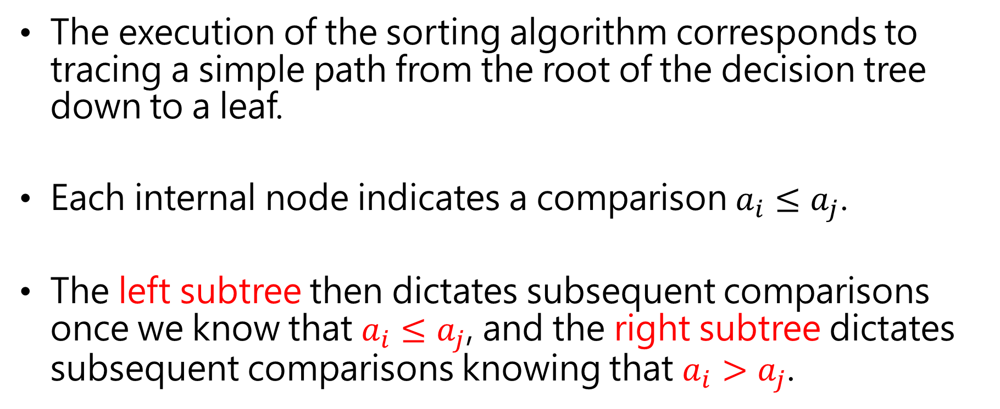 • The execution of the sorting algorithm corresponds to
tracing a simple path from the root of the decision tree
down to a leaf.
• Each internal node indicates a comparison $a_i \leq a_j$.
• The left subtree then dictates subsequent comparisons
once we know that $a_i \leq a_j$, and the right subtree dictates
subsequent comparisons knowing that $a_i > a_j$.